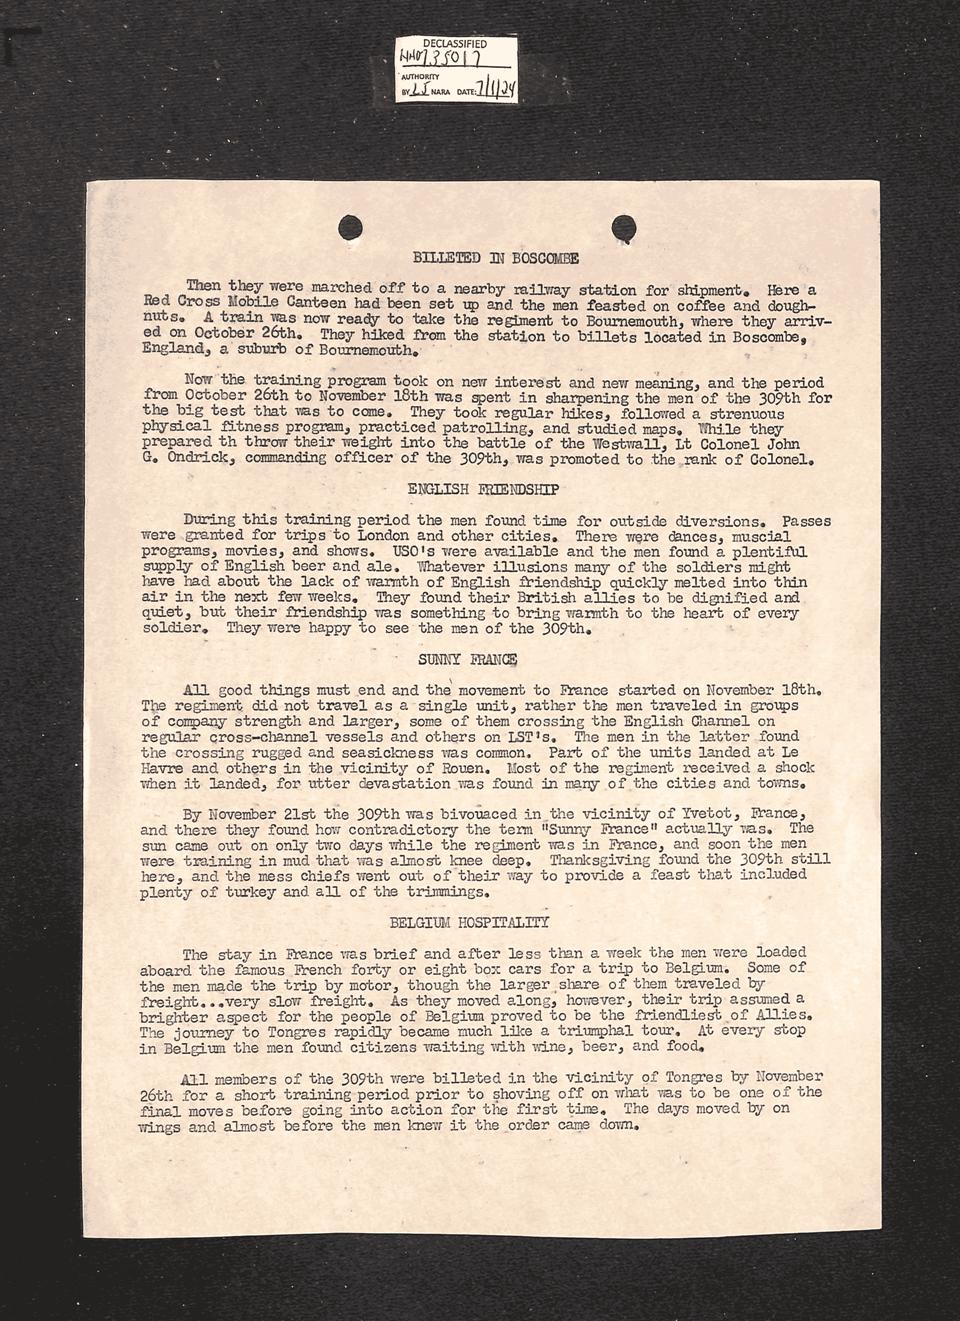 DECLASSIFIED
NND735017
AUTHORITY
BY LJ NARA DATE: 7/1/24
BILLETED IN BOSCOMBE
Then they were marched off to a nearby railway station for shipment. Here a
Red Cross Mobile Canteen had been set up and the men feasted on coffee and dough-
nuts. A train was now ready to take the regiment to Bournemouth, where they arriv-
ed on October 26th. They hiked from the station to billets located in Boscombe,
England, a suburb of Bournemouth.
Now the training program took on new interest and new meaning, and the period
from October 26th to November 18th was spent in sharpening the men of the 309th for
the big test that was to come. They took regular hikes, followed a strenuous
physical fitness program, practiced patrolling, and studied maps. While they
prepared th throw their weight into the battle of the Westwall, Lt Colonel John
G. Ondrick, commanding officer of the 309th, was promoted to the rank of Colonel.
ENGLISH FRIENDSHIP
During this training period the men found time for outside diversions. Passes
were granted for trips to London and other cities. There were dances, muscial
programs, movies, and shows. USO's were available and the men found a plentiful
supply of English beer and ale. Whatever illusions many of the soldiers might
have had about the lack of warmth of English friendship quickly melted into thin
air in the next few weeks. They found their British allies to be dignified and
quiet, but their friendship was something to bring warmth to the heart of every
soldier. They were happy to see the men of the 309th.
SUNNY FRANCE
All good things must end and the movement to France started on November 18th.
The regiment did not travel as a single unit, rather the men traveled in groups
of company strength and larger, some of them crossing the English Channel on
regular cross-channel vessels and others on LST's. The men in the latter found
the crossing rugged and seasickness was common. Part of the units landed at Le
Havre and others in the vicinity of Rouen. Most of the regiment received a shock
when it landed, for utter devastation was found in many of the cities and towns.
By November 21st the 309th was bivouaced in the vicinity of Yvetot, France,
and there they found how contradictory the term "Sunny France" actually was. The
sun came out on only two days while the regiment was in France, and soon the men
were training in mud that was almost knee deep. Thanksgiving found the 309th still
here, and the mess chiefs went out of their way to provide a feast that included
plenty of turkey and all of the trimmings.
BELGIUM HOSPITALITY
The stay in France was brief and after less than a week the men were loaded
aboard the famous French forty or eight box cars for a trip to Belgium. Some of
the men made the trip by motor, though the larger share of them traveled by
freight...very slow freight. As they moved along, however, their trip assumed a
brighter aspect for the people of Belgium proved to be the friendliest of Allies.
The journey to Tongres rapidly became much like a triumphal tour. At every stop
in Belgium the men found citizens waiting with wine, beer, and food.
All members of the 309th were billeted in the vicinity of Tongres by November
26th for a short training period prior to shoving off on what was to be one of the
final moves before going into action for the first time. The days moved by on
wings and almost before the men knew it the order came down.